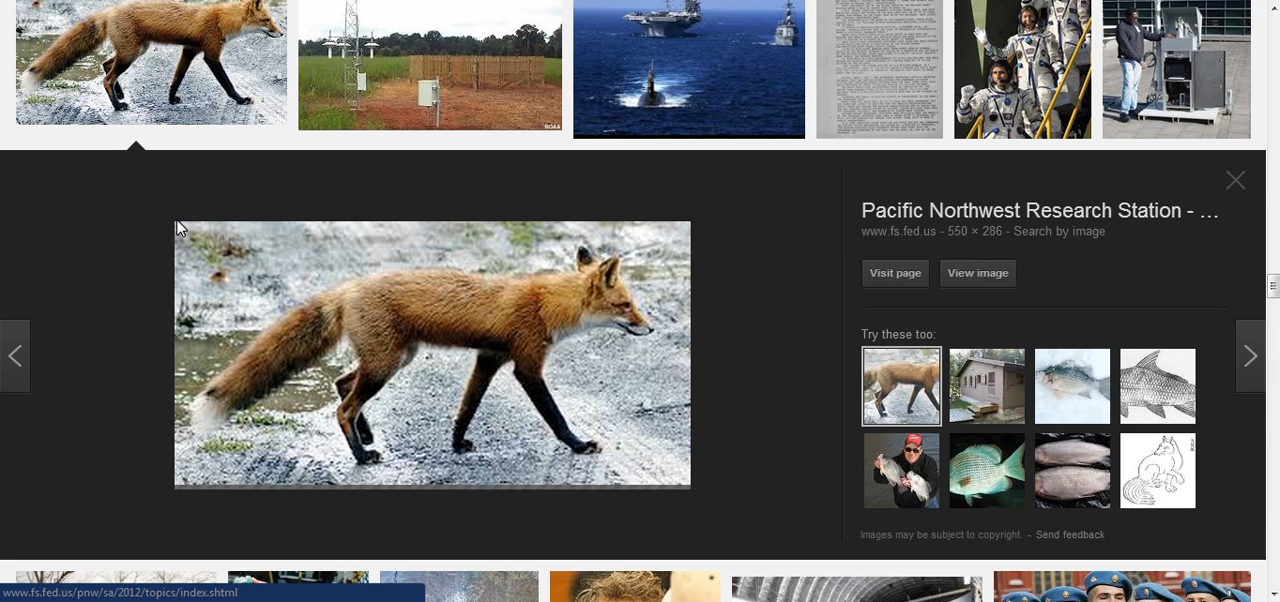 NOAA
Pacific Northwest Research Station - ...
www.fs.fed.us - 550 × 286 - Search by image
Visit page
View image
Try these too:
Images may be subject to copyright. - Send feedback
www.fs.fed.us/pnw/sa/2012/topics/index.shtml